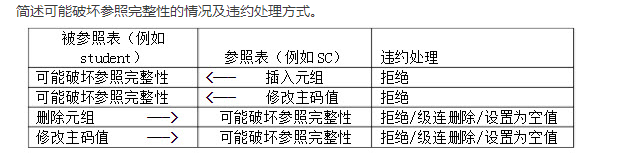 简述可能破坏参照完整性的情况及违约处理方式。
被参照表（例如 student） 参照表（例如 SC） 违约处理
可能破坏参照完整性 <—— 插入元组 拒绝
可能破坏参照完整性 <—— 修改主码值 拒绝
删除元组 ——> 可能破坏参照完整性 拒绝/级连删除/设置为空值
修改主码值 ——> 可能破坏参照完整性 拒绝/级连删除/设置为空值